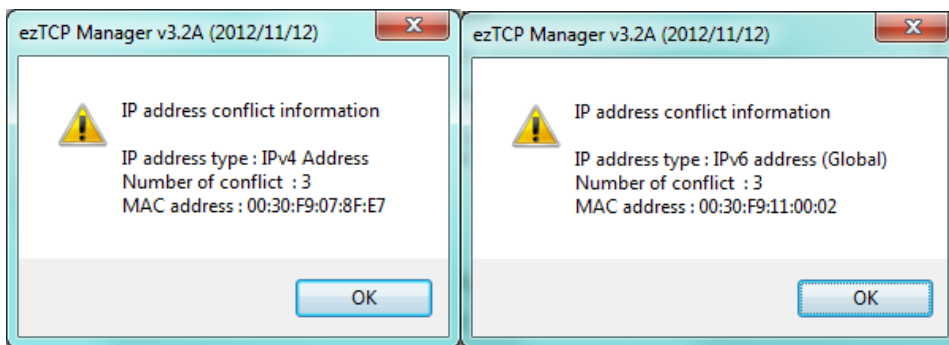 ezTCP Manager v3.2A (2012/11/12)
IP address conflict information
IP address type : IPv4 Address
Number of conflict : 3
MAC address : 00:30:F9:07:8F:E7
OK
ezTCP Manager v3.2A (2012/11/12)
IP address conflict information
IP address type : IPv6 address (Global)
Number of conflict : 3
MAC address : 00:30:F9:11:00:02
OK